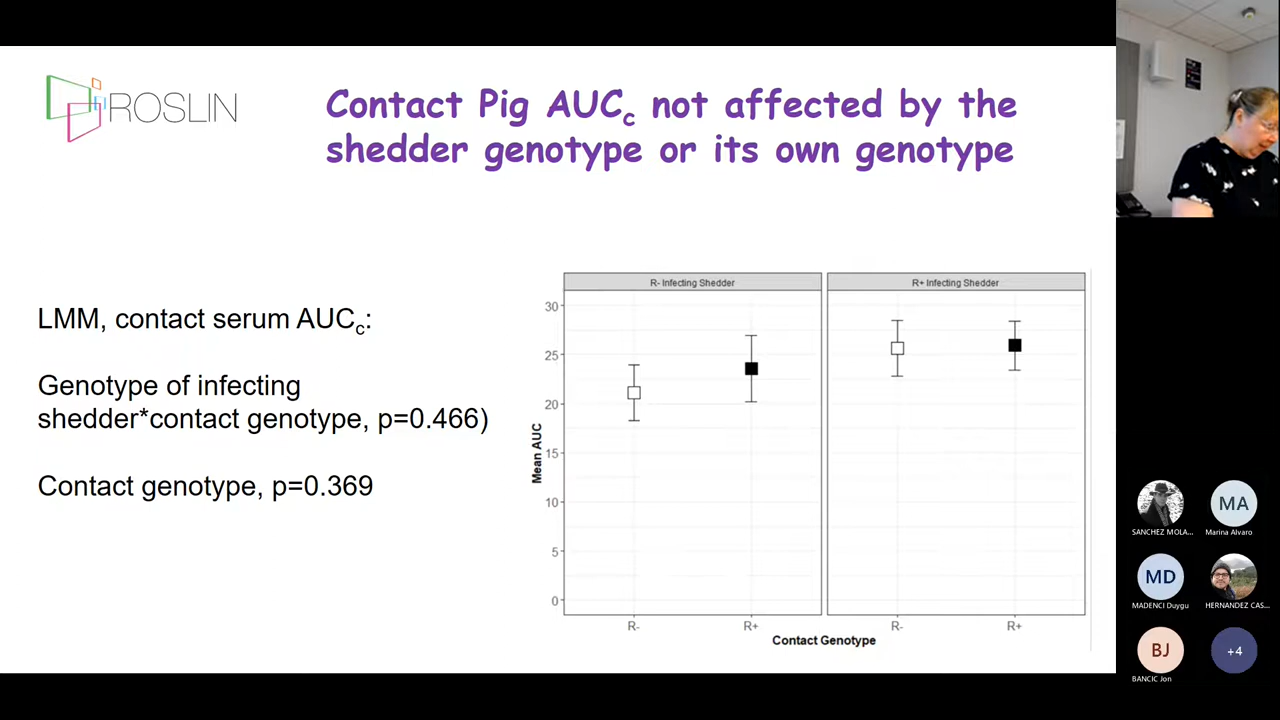 ROSLIN
Contact Pig AUCc not affected by the
shedder genotype or its own genotype
LMM, contact serum AUCc:
Genotype of infecting
shedder*contact genotype, p=0.466)
Contact genotype, p=0.369
R- Infecting Shedder
R+ Infecting Shedder
Mean AUC
30
25
20
15
10
5
0
R-
R+
R-
R+
Contact Genotype
MA
SANCHEZ MOLA...
Marina Alvaro
MD
MADENCI Duygu
HERNANDEZ CAS...
BJ
+4
BANCIC Jon